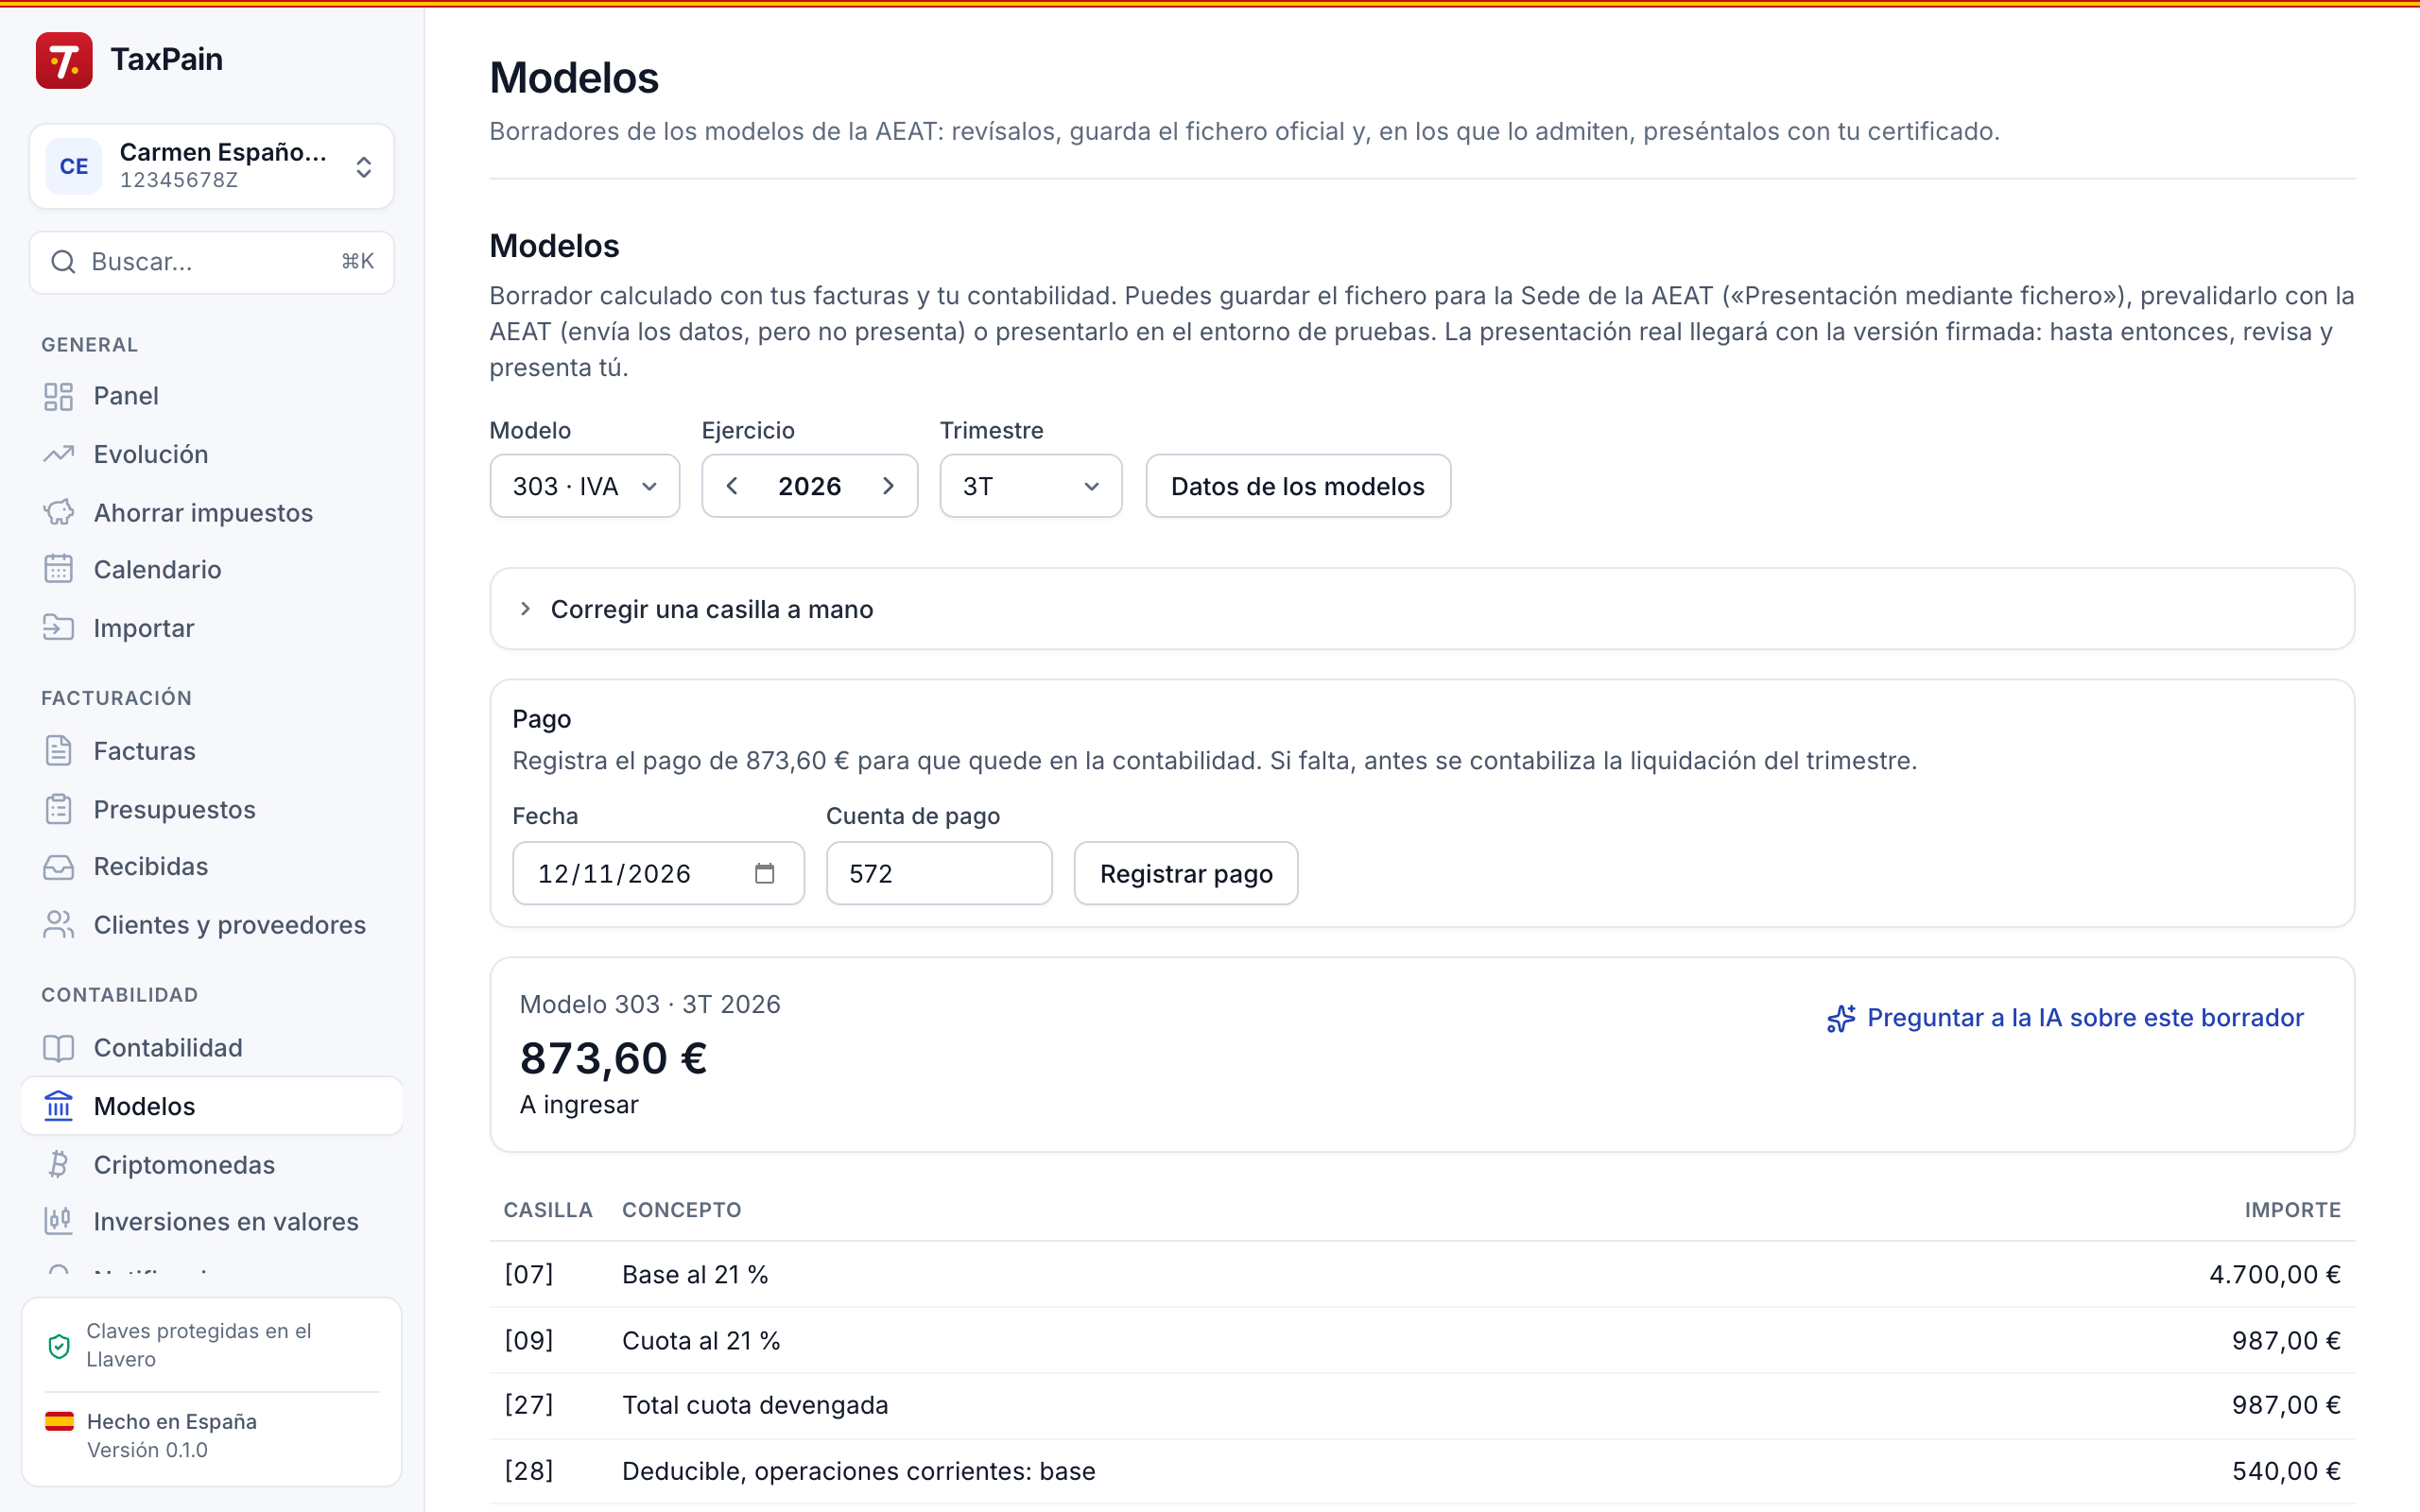 TaxPain
CE
Carmen Españo...
12345678Z
Buscar...
⌘K
GENERAL
Panel
Evolución
Ahorrar impuestos
Calendario
Importar
FACTURACIÓN
Facturas
Presupuestos
Recibidas
Clientes y proveedores
CONTABILIDAD
Contabilidad
Modelos
Criptomonedas
Inversiones en valores
Claves protegidas en el
Llavero
Hecho en España
Versión 0.1.0
Modelos
Borradores de los modelos de la AEAT: revísalos, guarda el fichero oficial y, en los que lo admiten, preséntalos con tu certificado.
Modelos
Borrador calculado con tus facturas y tu contabilidad. Puedes guardar el fichero para la Sede de la AEAT («Presentación mediante fichero»), prevalidarlo con la
AEAT (envía los datos, pero no presenta) o presentarlo en el entorno de pruebas. La presentación real llegará con la versión firmada: hasta entonces, revisa y
presenta tú.
Modelo Ejercicio Trimestre
303 · IVA 2026 3T Datos de los modelos
Corregir una casilla a mano
Pago
Registra el pago de 873,60 € para que quede en la contabilidad. Si falta, antes se contabiliza la liquidación del trimestre.
Fecha Cuenta de pago
12/11/2026 572 Registrar pago
Modelo 303 · 3T 2026
Preguntar a la IA sobre este borrador
873,60 €
A ingresar
CASILLA CONCEPTO IMPORTE
[07] Base al 21 % 4.700,00 €
[09] Cuota al 21 % 987,00 €
[27] Total cuota devengada 987,00 €
[28] Deducible, operaciones corrientes: base 540,00 €